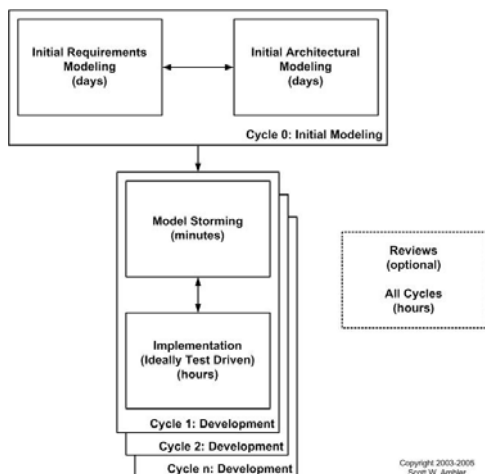 Initial Requirements
Modeling
(days)
Initial Architectural
Modeling
(days)
Cycle 0: Initial Modeling
Model Storming
(minutes)
Reviews
(optional)
All Cycles
(hours)
Implementation
(Ideally Test Driven)
(hours)
Cycle 1: Development
Cycle 2: Development
Cycle n: Development
Copyright 2003-2005
Scott W. Ambler